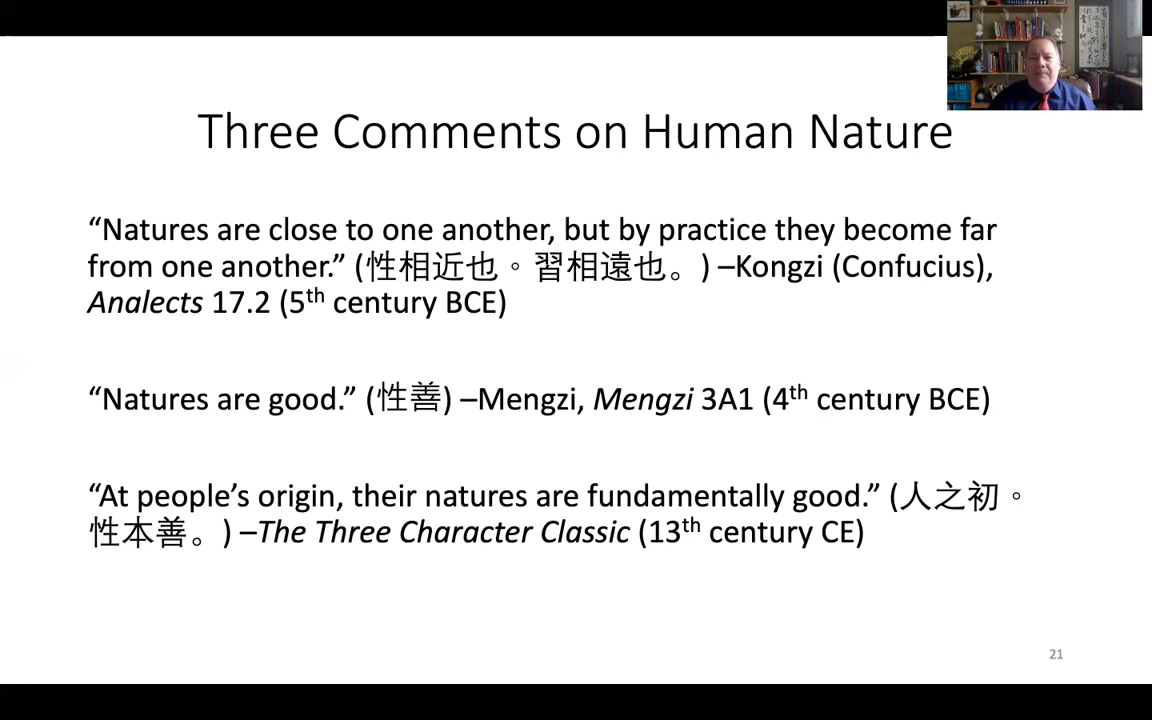 Three Comments on Human Nature
“Natures are close to one another, but by practice they become far
from one another.” (性相近也。習相遠也。) –Kongzi (Confucius),
Analects 17.2 (5th century BCE)
“Natures are good.” (性善) –Mengzi, Mengzi 3A1 (4th century BCE)
“At people’s origin, their natures are fundamentally good.” (人之初。
性本善。) –The Three Character Classic (13th century CE)
21